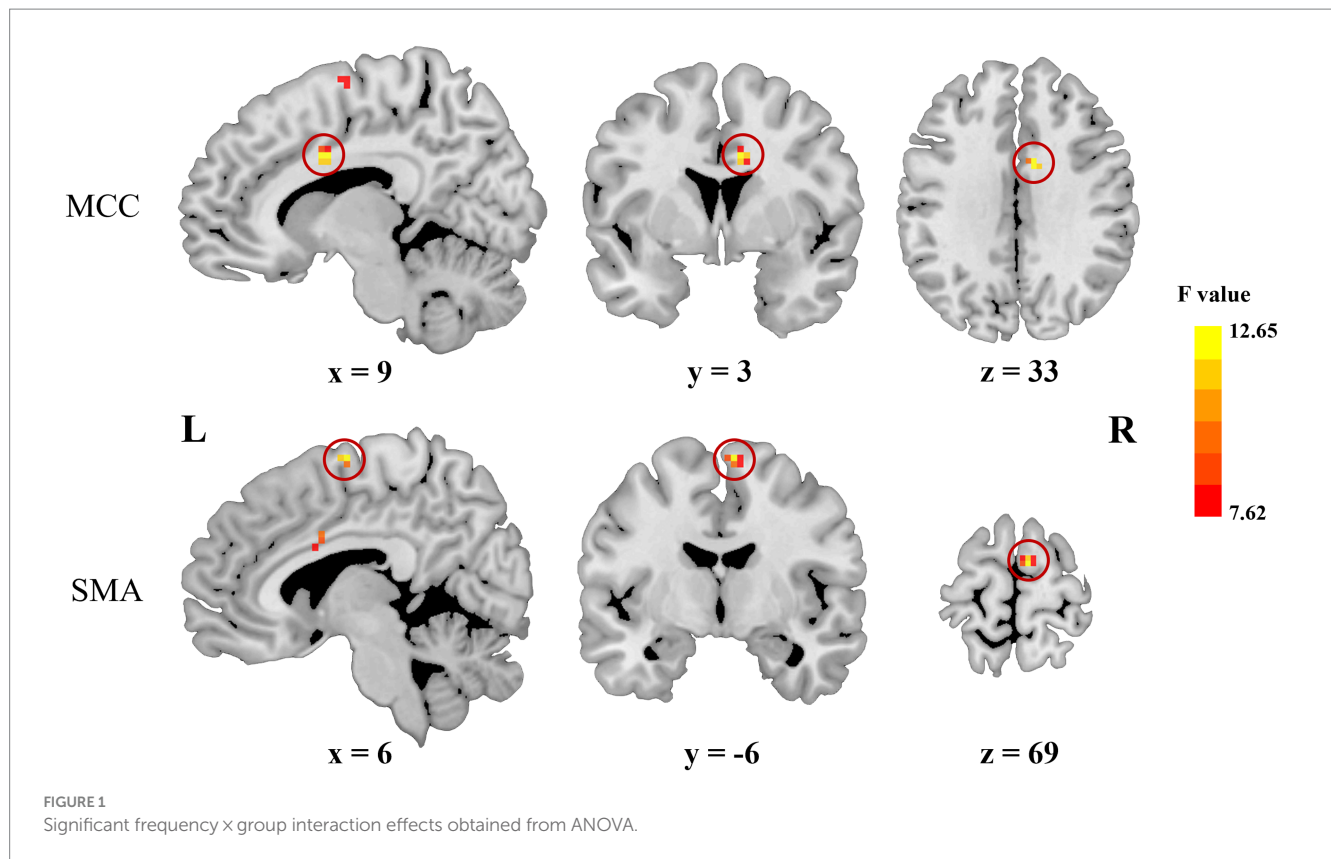 MCC
x = 9
y = 3
z = 33
F value
12.65
7.62
L
R
SMA
x = 6
y = -6
z = 69
FIGURE 1
Significant frequency × group interaction effects obtained from ANOVA.